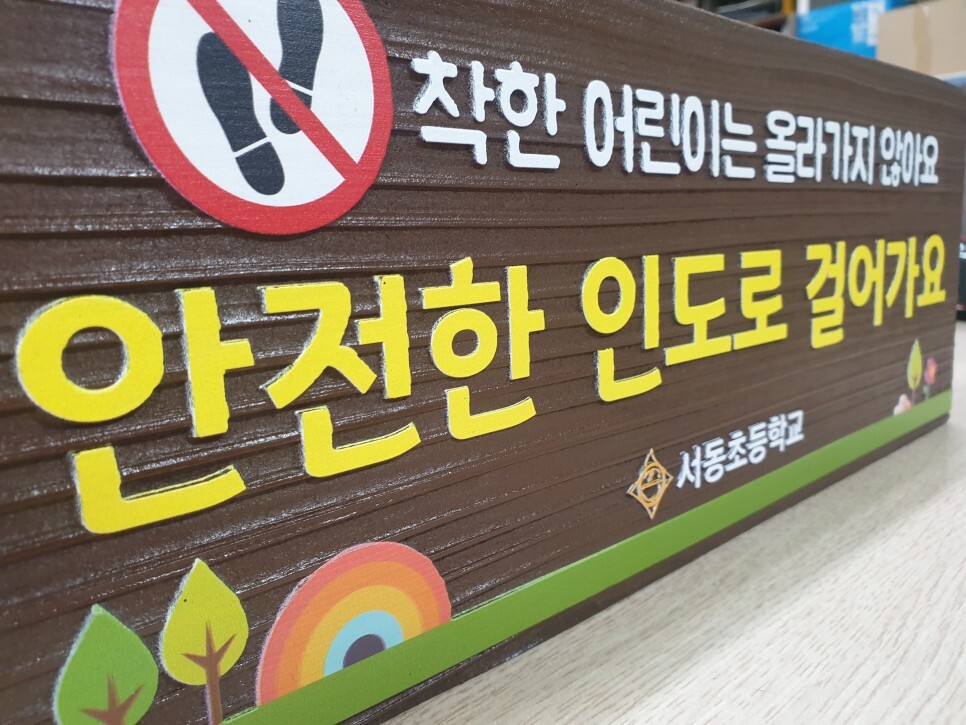 착한 어린이는 올라가지 않아요
안전한 인도로 걸어가요
서동초등학교